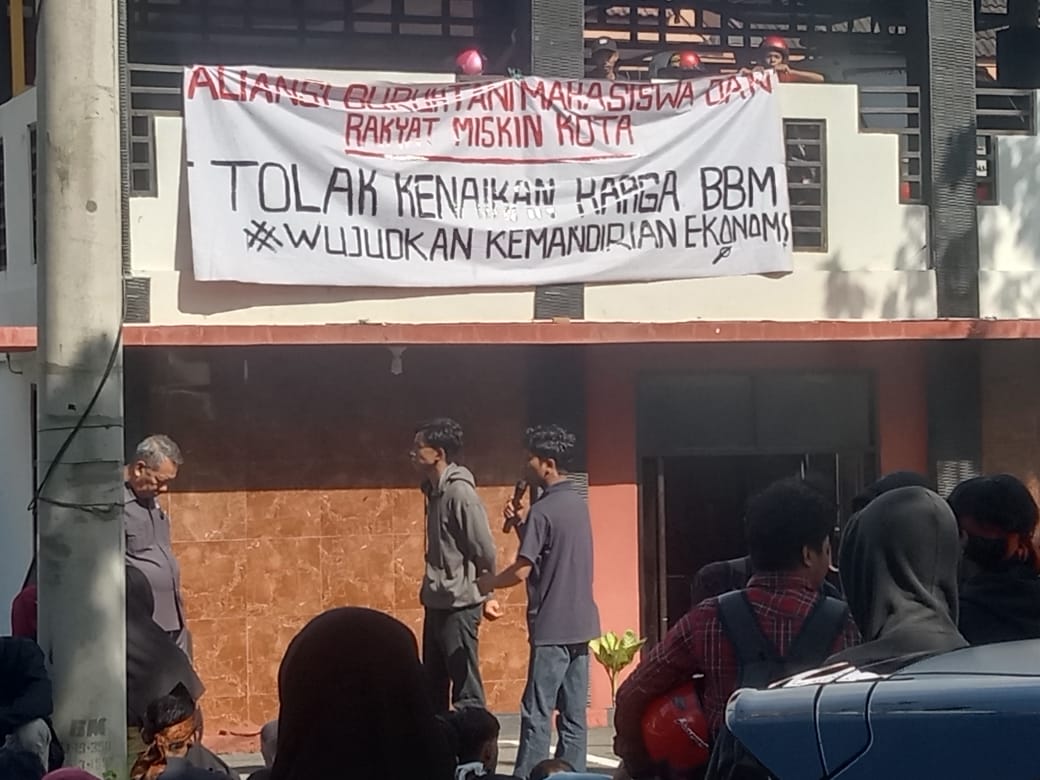 ALIANSI BURUH TANI MAHASISWA DAN
RAKYAT MISKIN KOTA
TOLAK KENAIKAN HARGA BBM
#WUJUDKAN KEMANDIRIAN EKONOMI